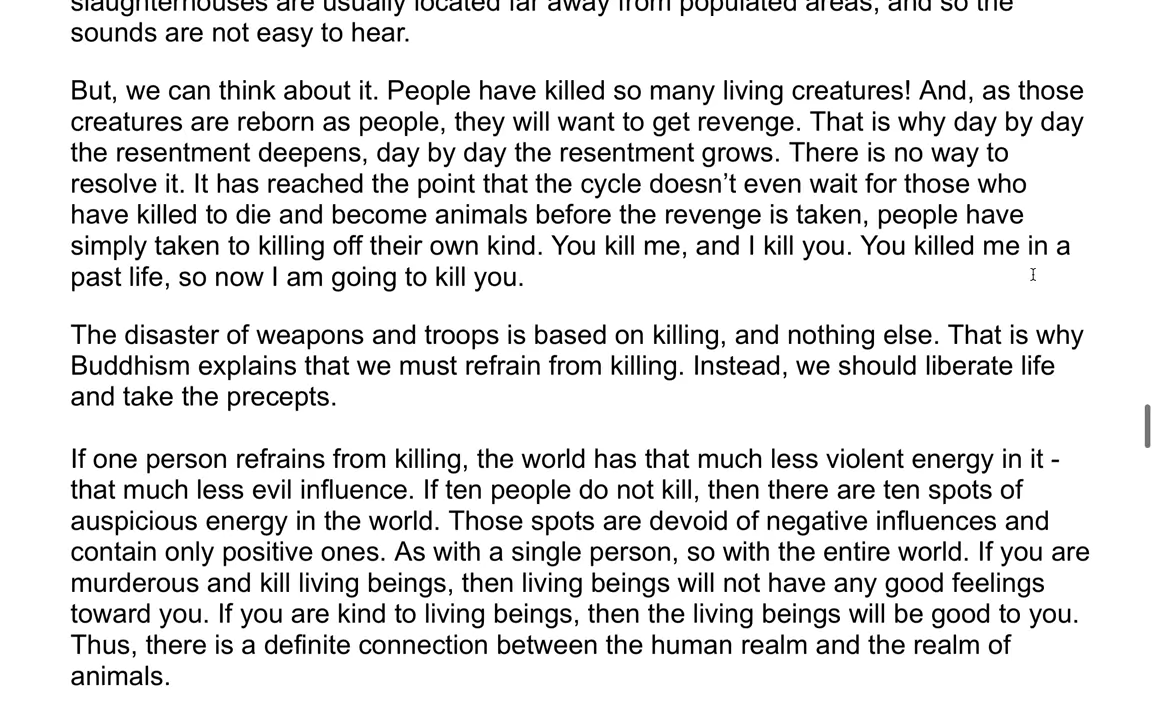 slaughterhouses are usually located far away from populated areas, and so the
sounds are not easy to hear.
But, we can think about it. People have killed so many living creatures! And, as those
creatures are reborn as people, they will want to get revenge. That is why day by day
the resentment deepens, day by day the resentment grows. There is no way to
resolve it. It has reached the point that the cycle doesn’t even wait for those who
have killed to die and become animals before the revenge is taken, people have
simply taken to killing off their own kind. You kill me, and I kill you. You killed me in a
past life, so now I am going to kill you.
The disaster of weapons and troops is based on killing, and nothing else. That is why
Buddhism explains that we must refrain from killing. Instead, we should liberate life
and take the precepts.
If one person refrains from killing, the world has that much less violent energy in it -
that much less evil influence. If ten people do not kill, then there are ten spots of
auspicious energy in the world. Those spots are devoid of negative influences and
contain only positive ones. As with a single person, so with the entire world. If you are
murderous and kill living beings, then living beings will not have any good feelings
toward you. If you are kind to living beings, then the living beings will be good to you.
Thus, there is a definite connection between the human realm and the realm of
animals.